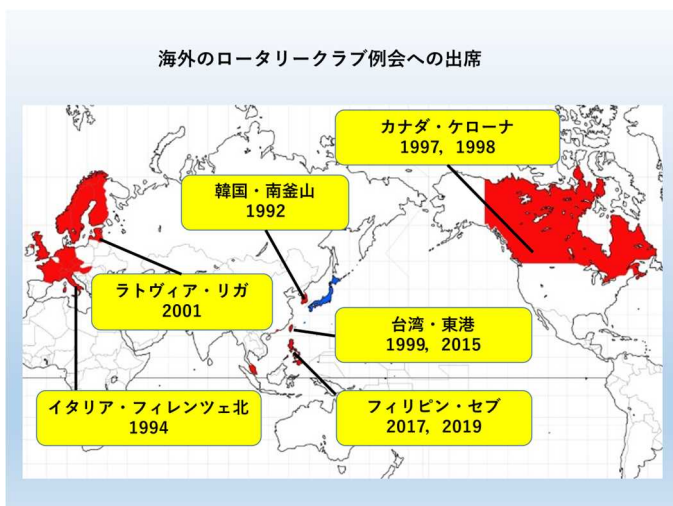 海外のロータリークラブ例会への出席
カナダ・ケローナ
1997, 1998
韓国・南釜山
1992
ラトヴィア・リガ
2001
台湾・東港
1999, 2015
イタリア・フィレンツェ北
1994
フィリピン・セブ
2017, 2019